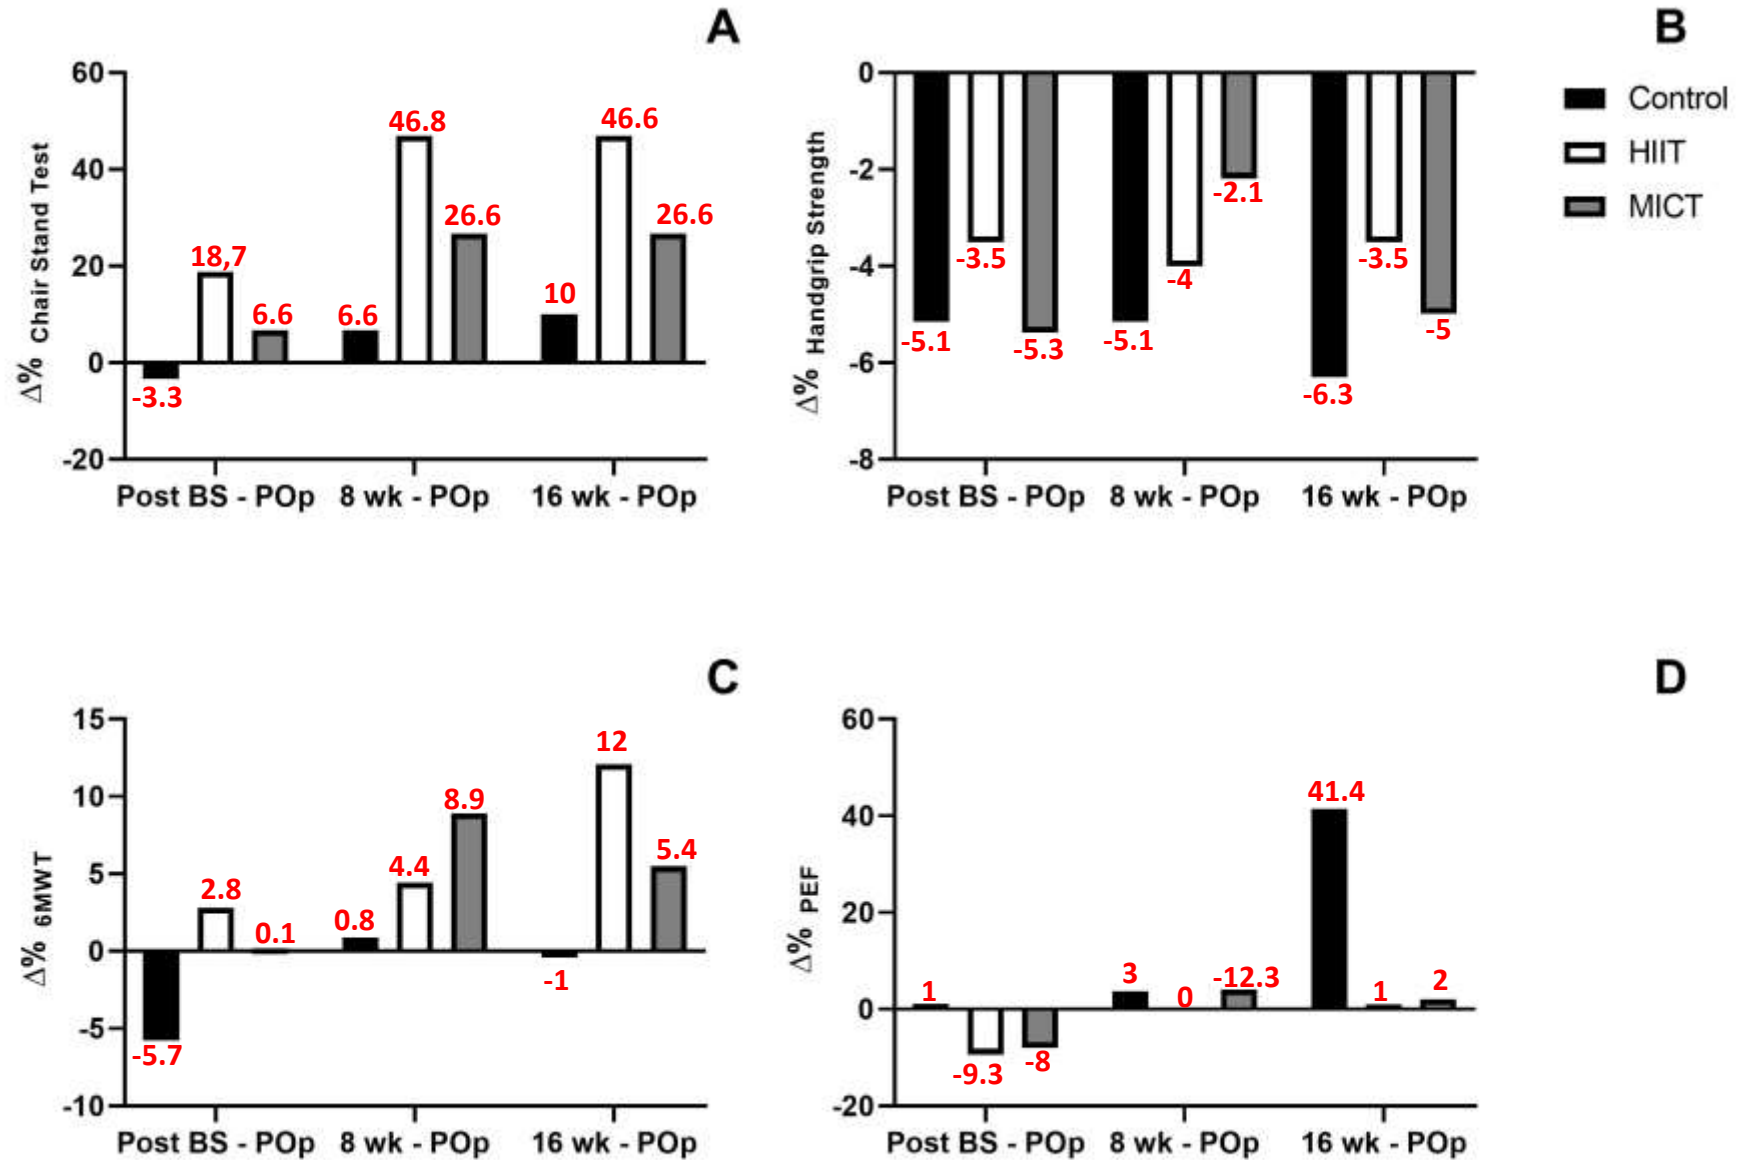 A
60
40
20
0
-20
Δ% Chair Stand Test
-3.3
18,7
6.6
6.6
46.8
26.6
10
46.6
26.6
Post BS - POp
8 wk - POp
16 wk - POp
B
0
-2
-4
-6
-8
Δ% Handgrip Strength
-5.1
-3.5
-5.3
-5.1
-4
-2.1
-6.3
-3.5
-5
Post BS - POp
8 wk - POp
16 wk - POp
Control
HIIT
MICT
C
15
10
5
0
-5
-10
Δ% 6MWT
-5.7
2.8
0.1
0.8
4.4
8.9
-1
12
5.4
Post BS - POp
8 wk - POp
16 wk - POp
D
60
40
20
0
-20
Δ% PEF
1
-9.3
-8
3
0
-12.3
41.4
1
2
Post BS - POp
8 wk - POp
16 wk - POp